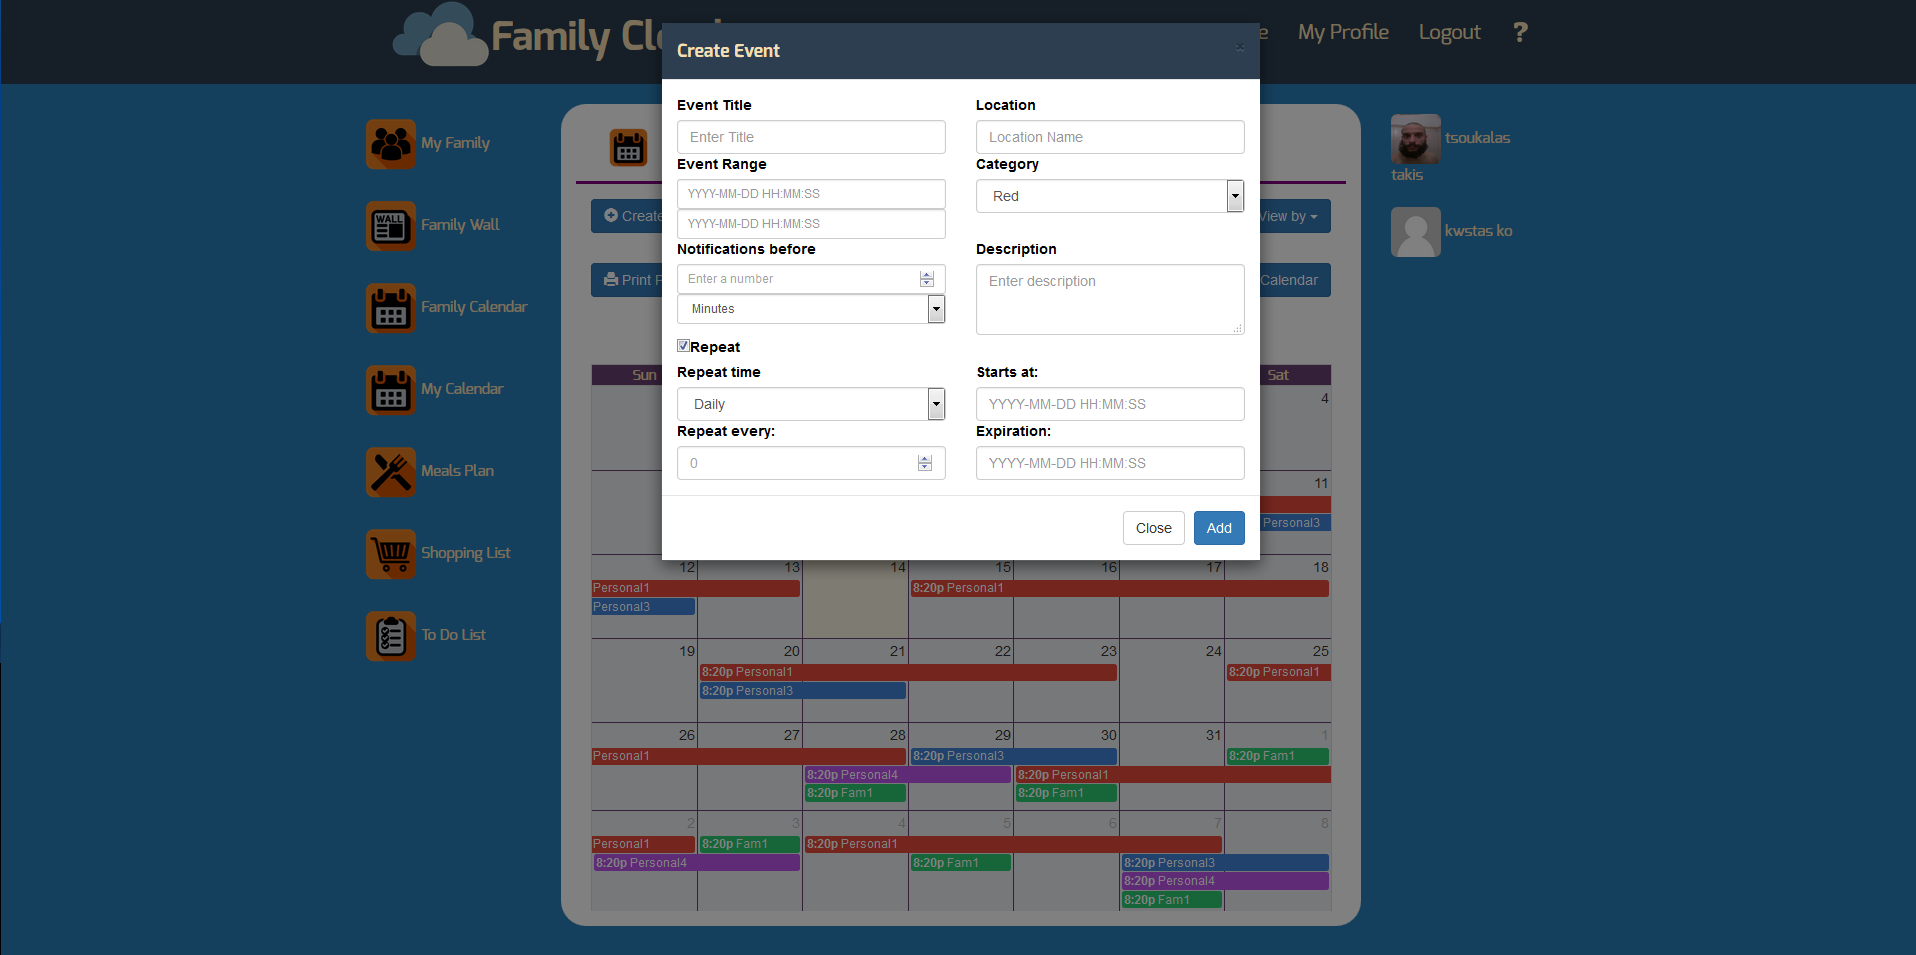 Family Cl
e My Profile Logout ?
Create Event ×
Event Title Location
Enter Title Location Name
Event Range Category
YYYY-MM-DD HH:MM:SS Red
YYYY-MM-DD HH:MM:SS
Notifications before Description
Enter a number Enter description
Minutes
Repeat
Repeat time Starts at:
Daily YYYY-MM-DD HH:MM:SS
Repeat every: Expiration:
0 YYYY-MM-DD HH:MM:SS
Close Add
My Family
WALL Family Wall
Family Calendar
My Calendar
Meals Plan
Shopping List
To Do List
Create View by
Print Calendar
Sun Sat
4
11
Personal3
12 13 14 15 16 17 18
Personal1 8:20p Personal1
Personal3
19 20 21 22 23 24 25
8:20p Personal1 8:20p Personal1
8:20p Personal3
26 27 28 29 30 31 1
Personal1 8:20p Personal3 8:20p Fam1
8:20p Personal4 8:20p Personal1
8:20p Fam1 8:20p Fam1
2 3 4 5 6 7 8
Personal1 8:20p Fam1 8:20p Personal1
8:20p Personal4 8:20p Fam1 8:20p Personal3
8:20p Personal4
8:20p Fam1
tsoukalas
takis
kwstas ko